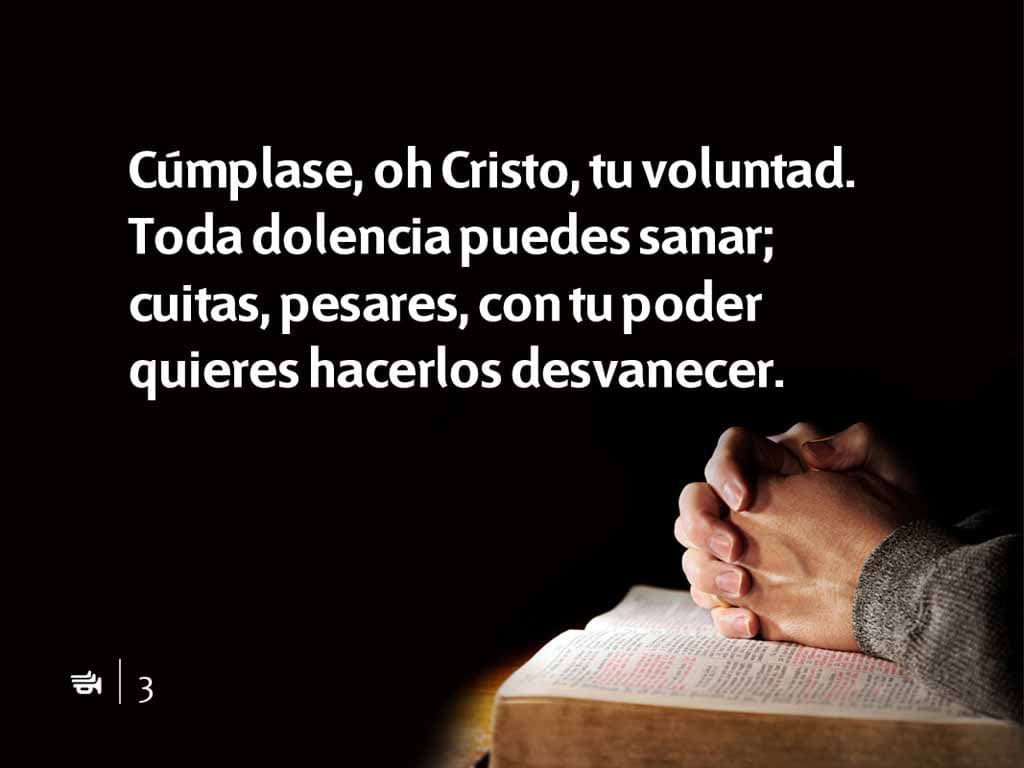 Cúmplase, oh Cristo, tu voluntad.
Toda dolencia puedes sanar;
cuitas, pesares, con tu poder
quieres hacerlos desvanecer.
3